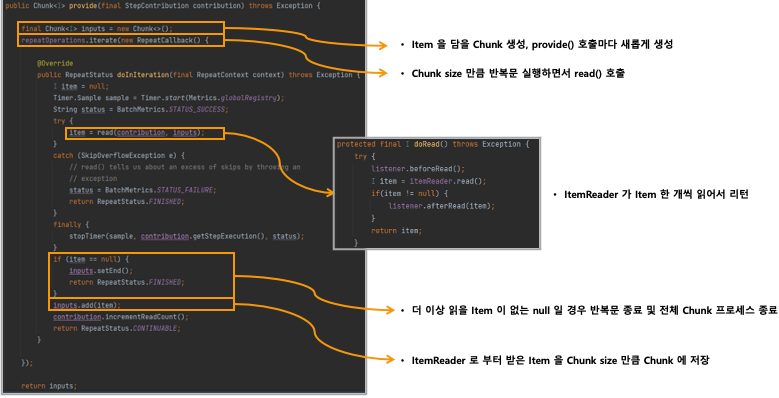 public Chunk<I> provide(final StepContribution contribution) throws Exception {
final Chunk<I> inputs = new Chunk<>();
repeatOperations.iterate(new RepeatCallback() {
@Override
public RepeatStatus doInIteration(final RepeatContext context) throws Exception {
I item = null;
Timer.Sample sample = Timer.start(Metrics.globalRegistry);
String status = BatchMetrics.STATUS_SUCCESS;
try {
item = read(contribution, inputs);
}
catch (SkipOverflowException e) {
// read() tells us about an excess of skips by throwing an
// exception
status = BatchMetrics.STATUS_FAILURE;
return RepeatStatus.FINISHED;
}
finally {
stopTimer(sample, contribution.getStepExecution(), status);
}
if (item == null) {
inputs.setEnd();
return RepeatStatus.FINISHED;
}
inputs.add(item);
contribution.incrementReadCount();
return RepeatStatus.CONTINUABLE;
}
});
return inputs;
• Item 을 담을 Chunk 생성, provide() 호출마다 새롭게 생성
• Chunk size 만큼 반복문 실행하면서 read() 호출
protected final I doRead() throws Exception {
try {
listener.beforeRead();
I item = itemReader.read();
if(item != null) {
listener.afterRead(item);
}
return item;
}
• ItemReader 가 Item 한 개씩 읽어서 리턴
• 더 이상 읽을 Item 이 없는 null 일 경우 반복문 종료 및 전체 Chunk 프로세스 종료
• ItemReader 로 부터 받은 Item 을 Chunk size 만큼 Chunk 에 저장